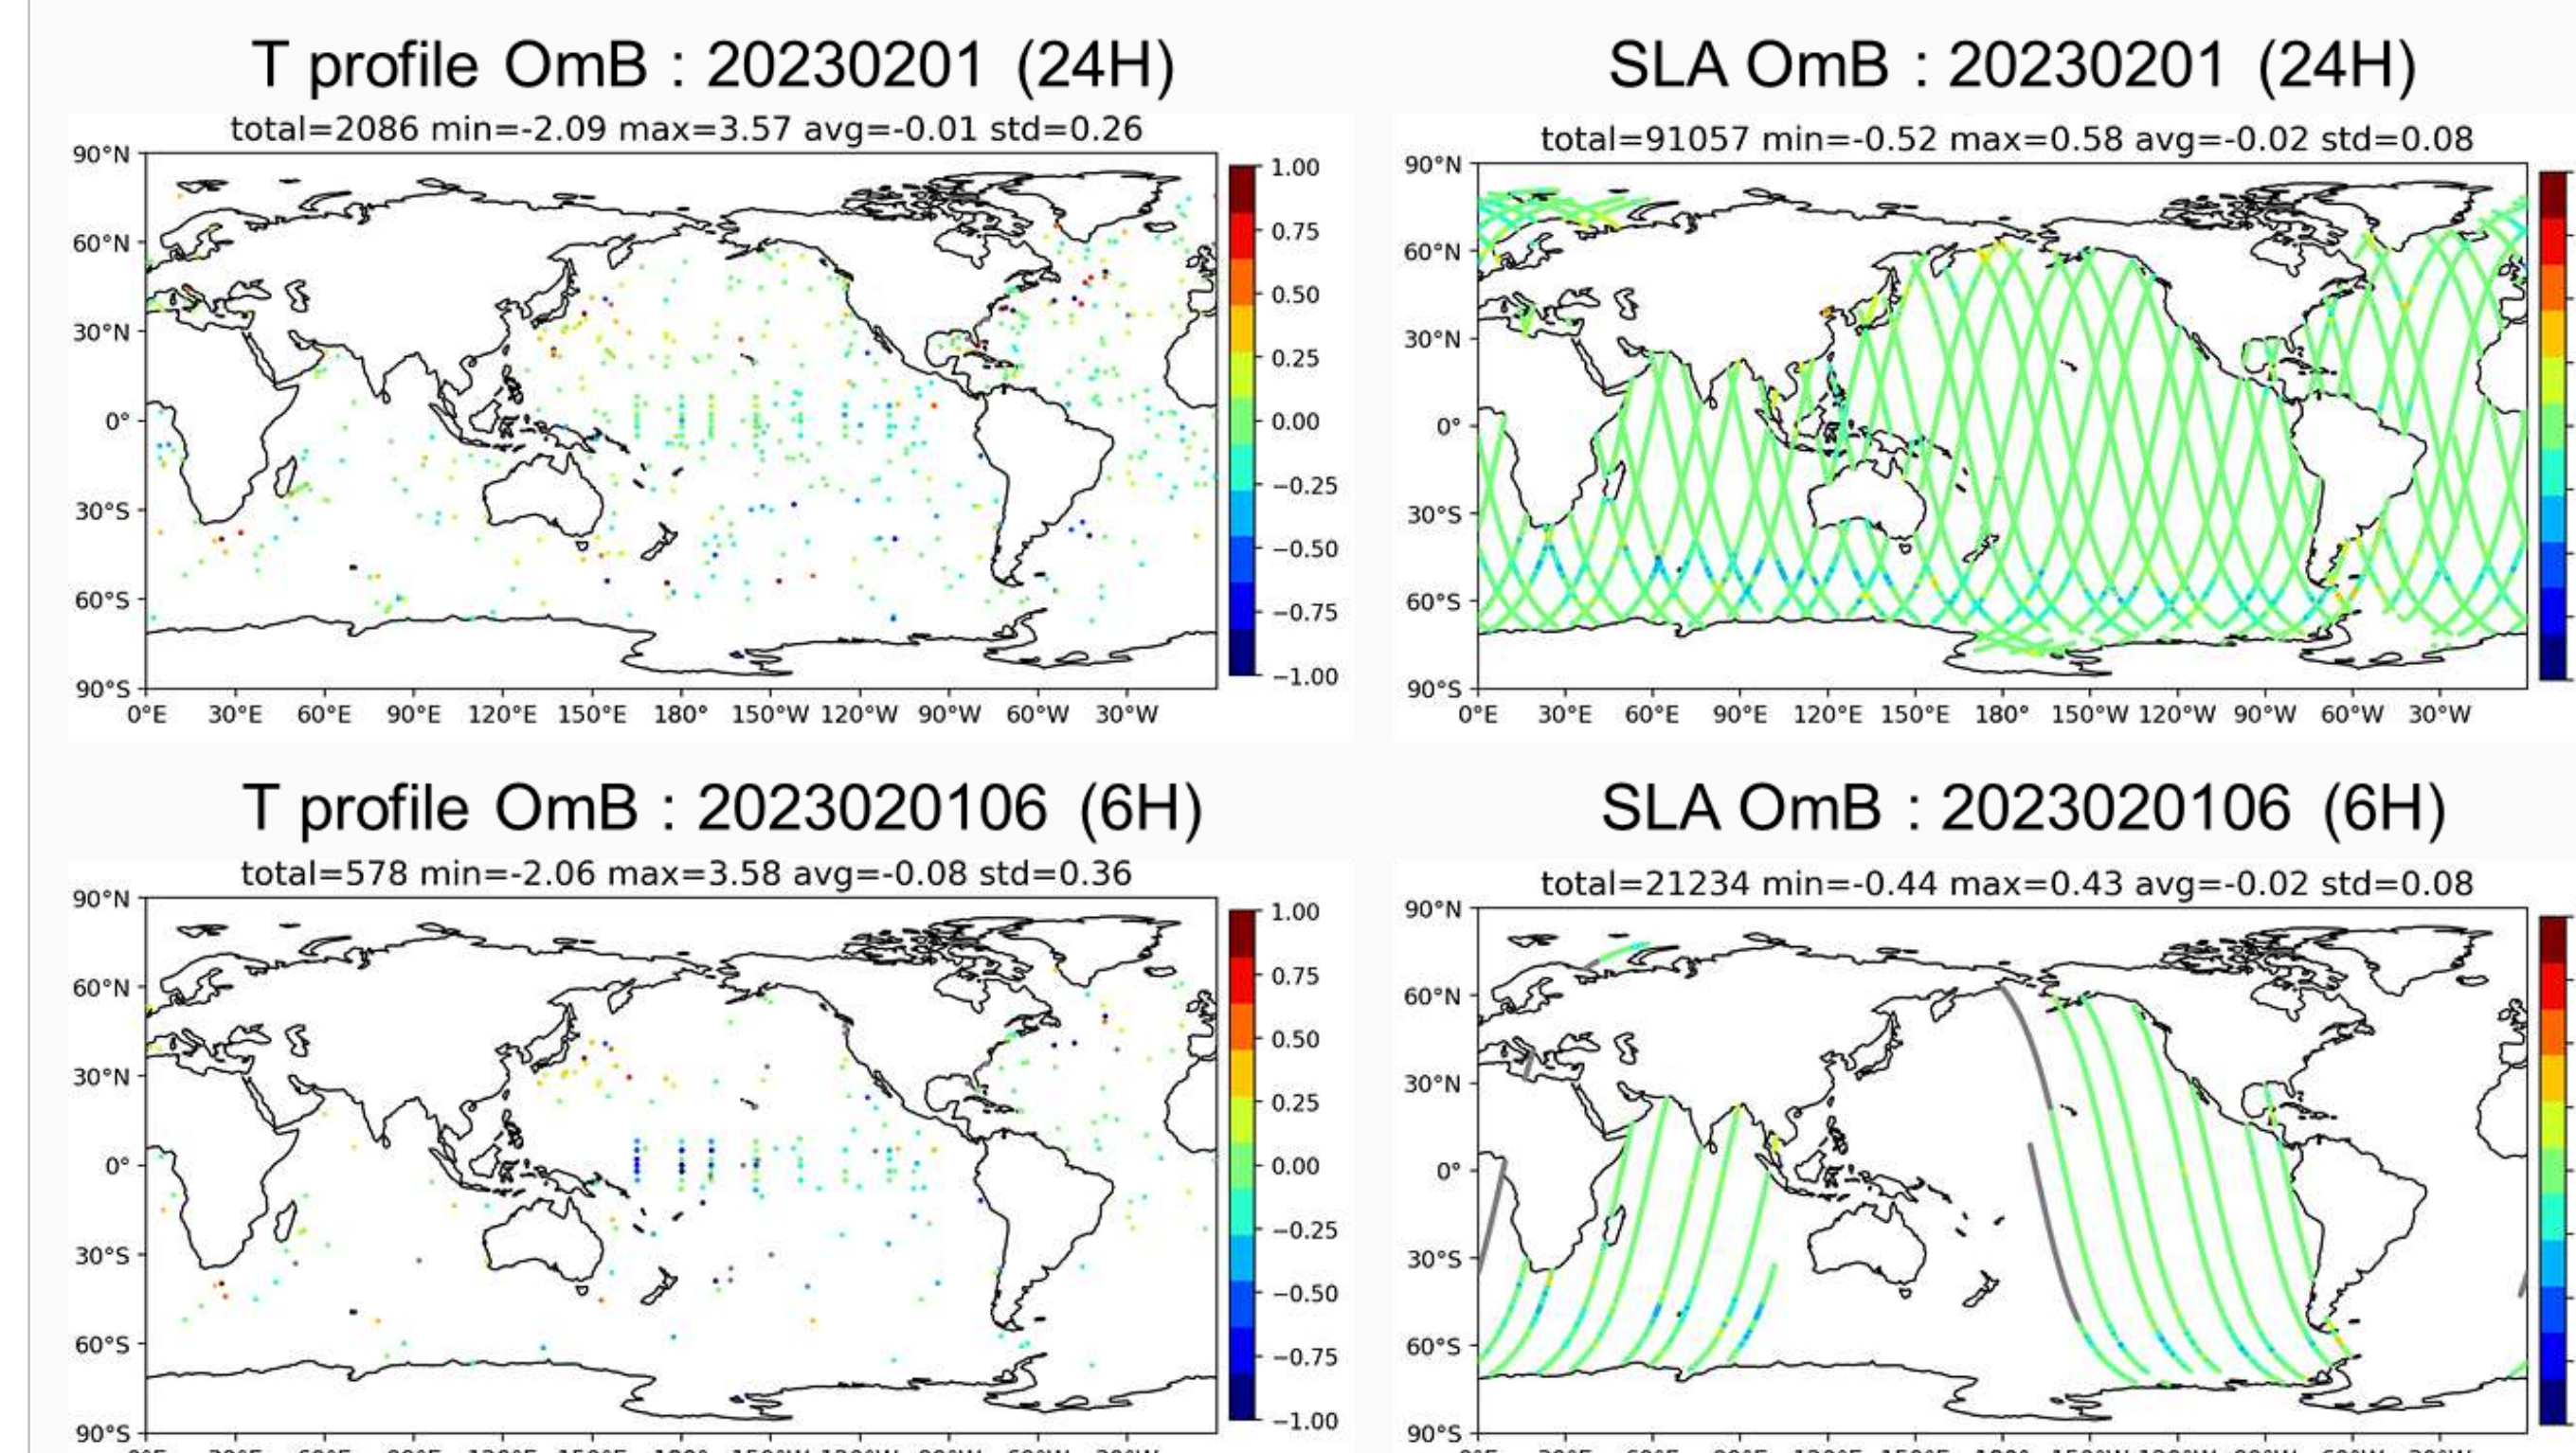 T profile OmB : 20230201 (24H)
total=2086 min=-2.09 max=3.57 avg=-0.01 std=0.26
90°N
60°N
30°N
0°
30°S
60°S
90°S
0°E 30°E 60°E 90°E 120°E 150°E 180° 150°W 120°W 90°W 60°W 30°W
1.00
0.75
0.50
0.25
0.00
−0.25
−0.50
−0.75
−1.00
SLA OmB : 20230201 (24H)
total=91057 min=-0.52 max=0.58 avg=-0.02 std=0.08
90°N
60°N
30°N
0°
30°S
60°S
90°S
0°E 30°E 60°E 90°E 120°E 150°E 180° 150°W 120°W 90°W 60°W 30°W
T profile OmB : 2023020106 (6H)
total=578 min=-2.06 max=3.58 avg=-0.08 std=0.36
90°N
60°N
30°N
0°
30°S
60°S
90°S
1.00
0.75
0.50
0.25
0.00
−0.25
−0.50
−0.75
−1.00
SLA OmB : 2023020106 (6H)
total=21234 min=-0.44 max=0.43 avg=-0.02 std=0.08
90°N
60°N
30°N
0°
30°S
60°S
90°S